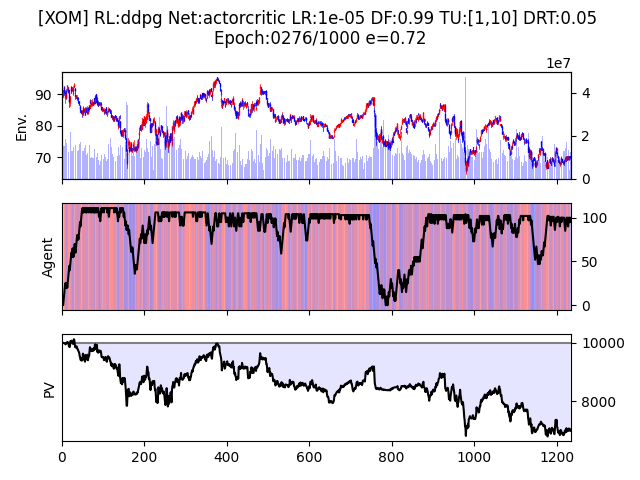 [XOM] RL:ddpg Net:actorcritic LR:1e-05 DF:0.99 TU:[1,10] DRT:0.05
Epoch:0276/1000 e=0.72
1e7
Env.
90
80
70
4
2
0
Agent
100
50
0
PV
10000
8000
0 200 400 600 800 1000 1200